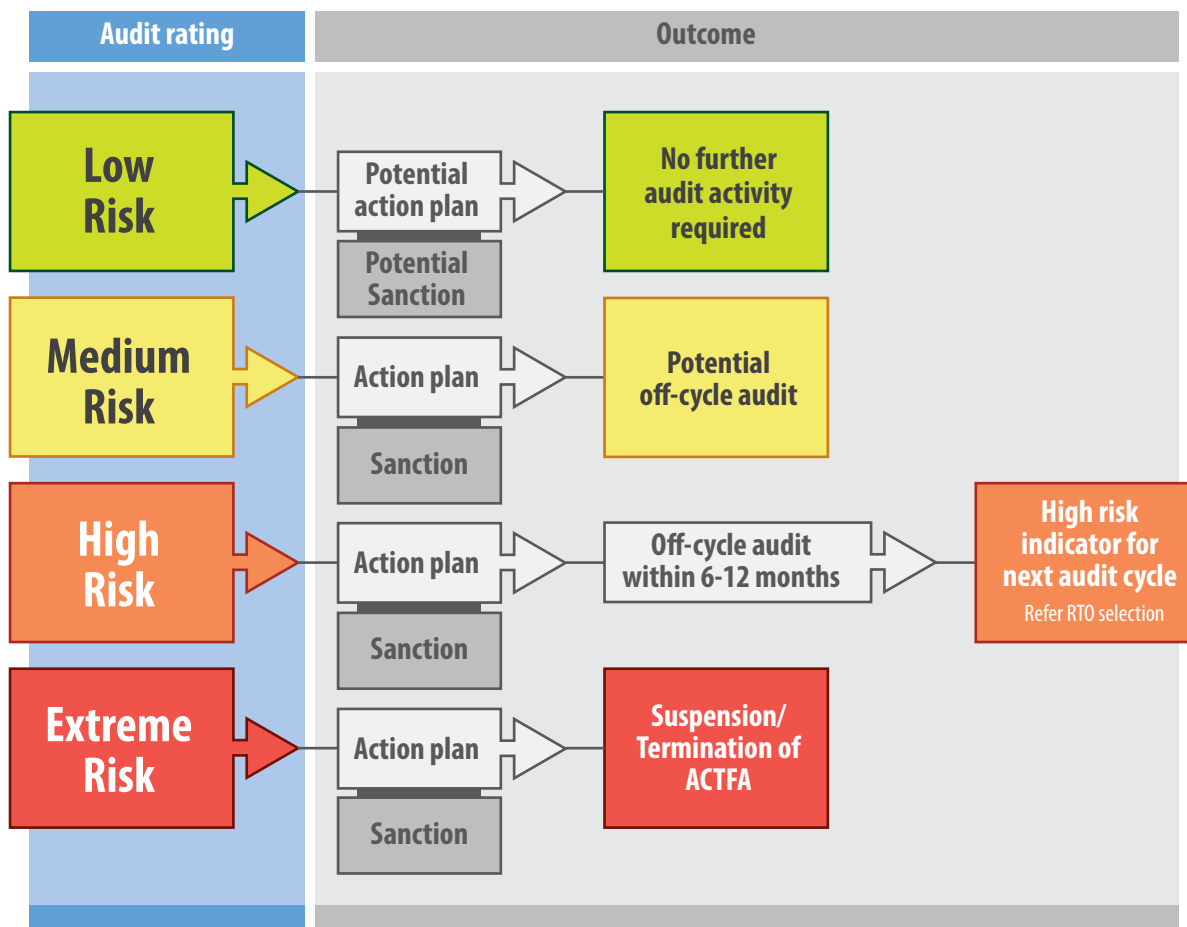 Audit rating
Outcome
Low
Risk
Potential
action plan
Potential
Sanction
No further
audit activity
required
Medium
Risk
Action plan
Sanction
Potential
off-cycle audit
High
Risk
Action plan
Sanction
Off-cycle audit
within 6-12 months
High risk
indicator for
next audit cycle
Refer RTO selection
Extreme
Risk
Action plan
Sanction
Suspension/
Termination of
ACTFA